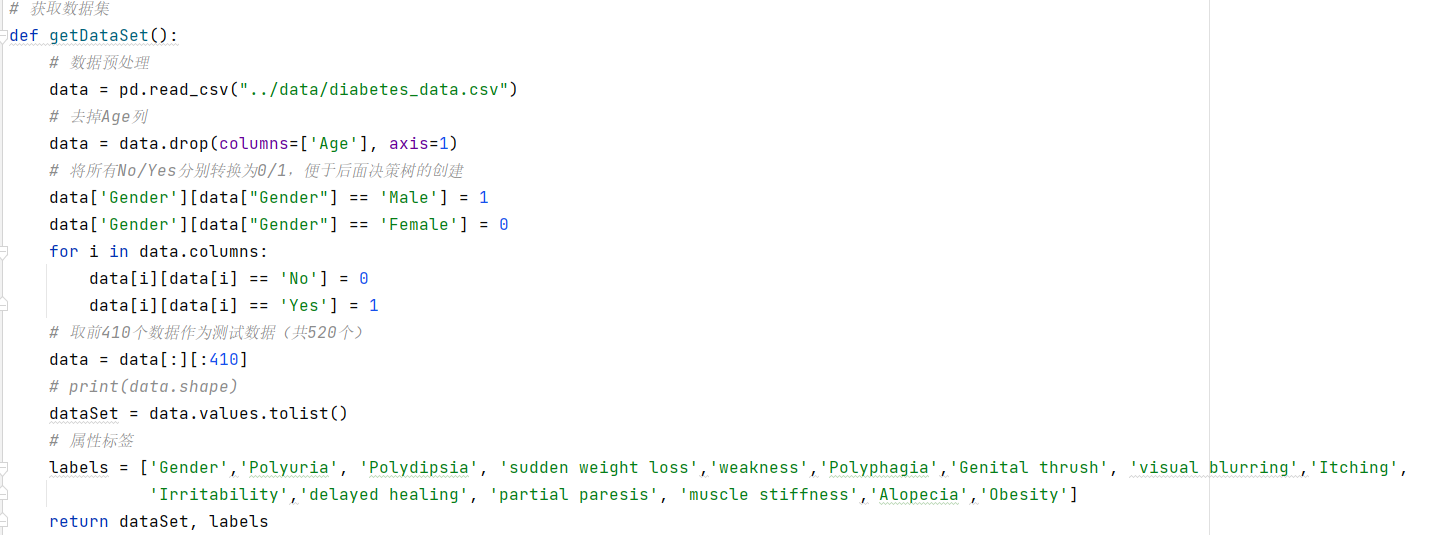 # 获取数据集
def getDataSet():
    # 数据预处理
    data = pd.read_csv("../data/diabetes_data.csv")
    # 去掉Age列
    data = data.drop(columns=['Age'], axis=1)
    # 将所有No/Yes分别转换为0/1，便于后面决策树的创建
    data['Gender'][data["Gender"] == 'Male'] = 1
    data['Gender'][data["Gender"] == 'Female'] = 0
    for i in data.columns:
        data[i][data[i] == 'No'] = 0
        data[i][data[i] == 'Yes'] = 1
    # 取前410个数据作为测试数据（共520个）
    data = data[:][:410]
    # print(data.shape)
    dataSet = data.values.tolist()
    # 属性标签
    labels = ['Gender','Polyuria', 'Polydipsia', 'sudden weight loss','weakness','Polyphagia','Genital thrush', 'visual blurring','Itching',
              'Irritability','delayed healing', 'partial paresis', 'muscle stiffness','Alopecia','Obesity']
    return dataSet, labels